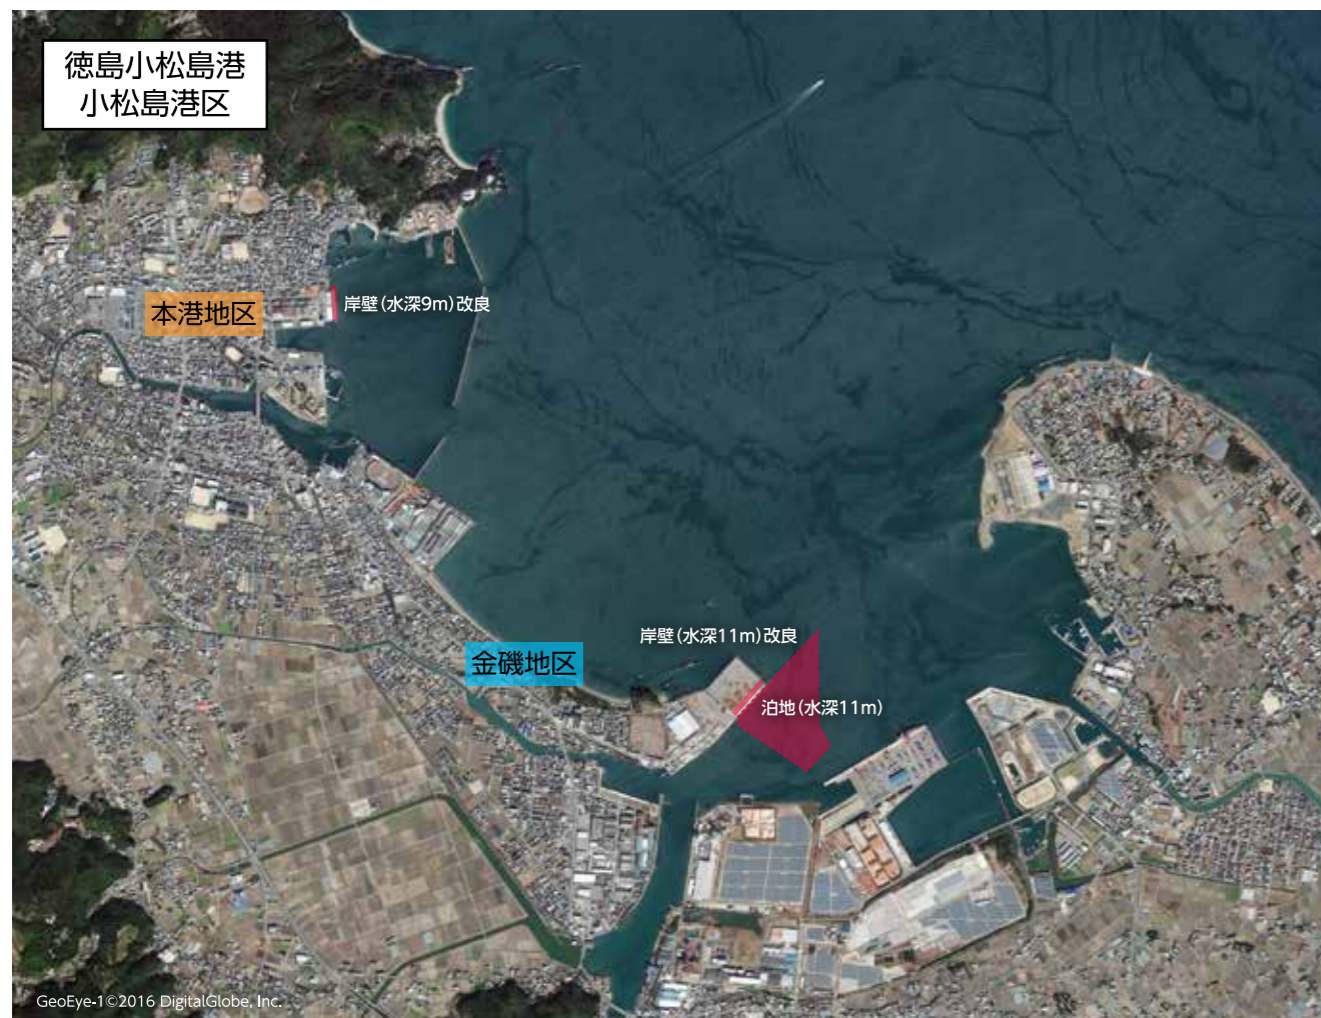 徳島小松島港
小松島港区
本港地区
岸壁(水深9m)改良
岸壁(水深11m)改良
金磯地区
泊地(水深11m)
GeoEye-1©2016 DigitalGlobe, Inc.